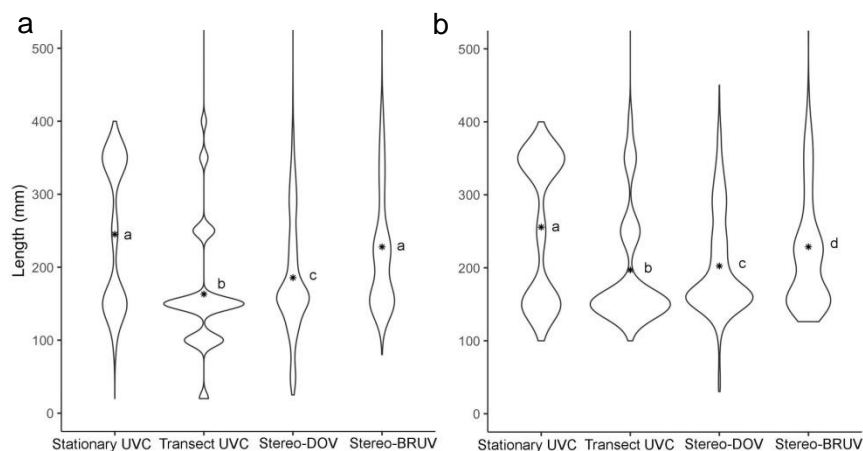 a
500
400
300
200
100
0
Length (mm)
* a
* b
* c
* a
Stationary UVC Transect UVC Stereo-DOV Stereo-BRUV
b
500
400
300
200
100
0
* a
* b
* c
* d
Stationary UVC Transect UVC Stereo-DOV Stereo-BRUV